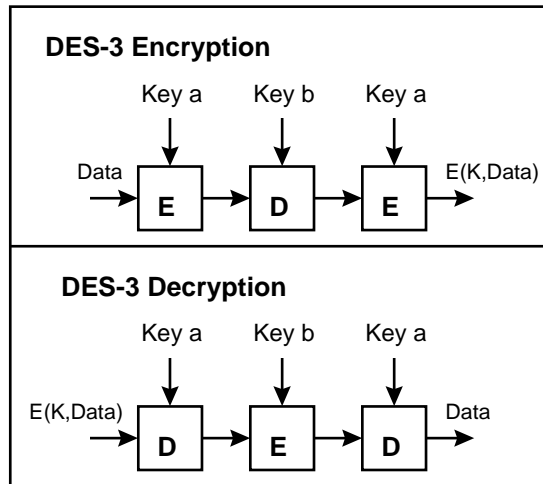 DES-3 Encryption
Key a Key b Key a
Data E(K,Data)
E D E
DES-3 Decryption
Key a Key b Key a
E(K,Data) Data
D E D